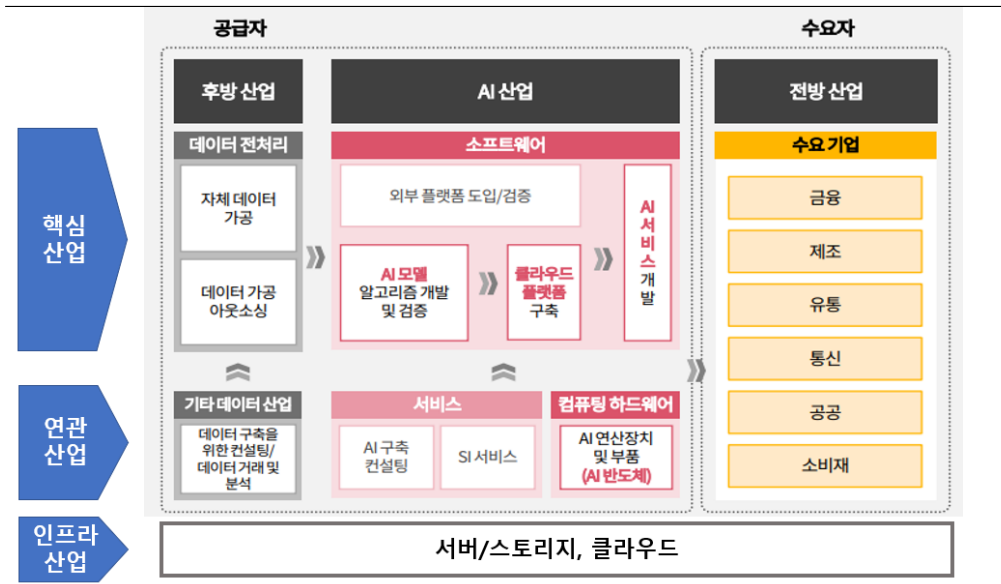 공급자
수요자
후방 산업
AI 산업
전방 산업
핵심
산업
데이터 전처리
자체 데이터
가공
데이터 가공
아웃소싱
소프트웨어
외부 플랫폼 도입/검증
AI 모델
알고리즘 개발
및 검증
클라우드
플랫폼
구축
AI
서
비
스
개
발
수요 기업
금융
제조
유통
통신
공공
소비재
연관
산업
기타 데이터 산업
데이터 구축을
위한 컨설팅/
데이터 거래 및
분석
서비스
AI 구축
컨설팅
SI 서비스
컴퓨팅 하드웨어
AI 연산장치
및 부품
(AI 반도체)
인프라
산업
서버/스토리지, 클라우드